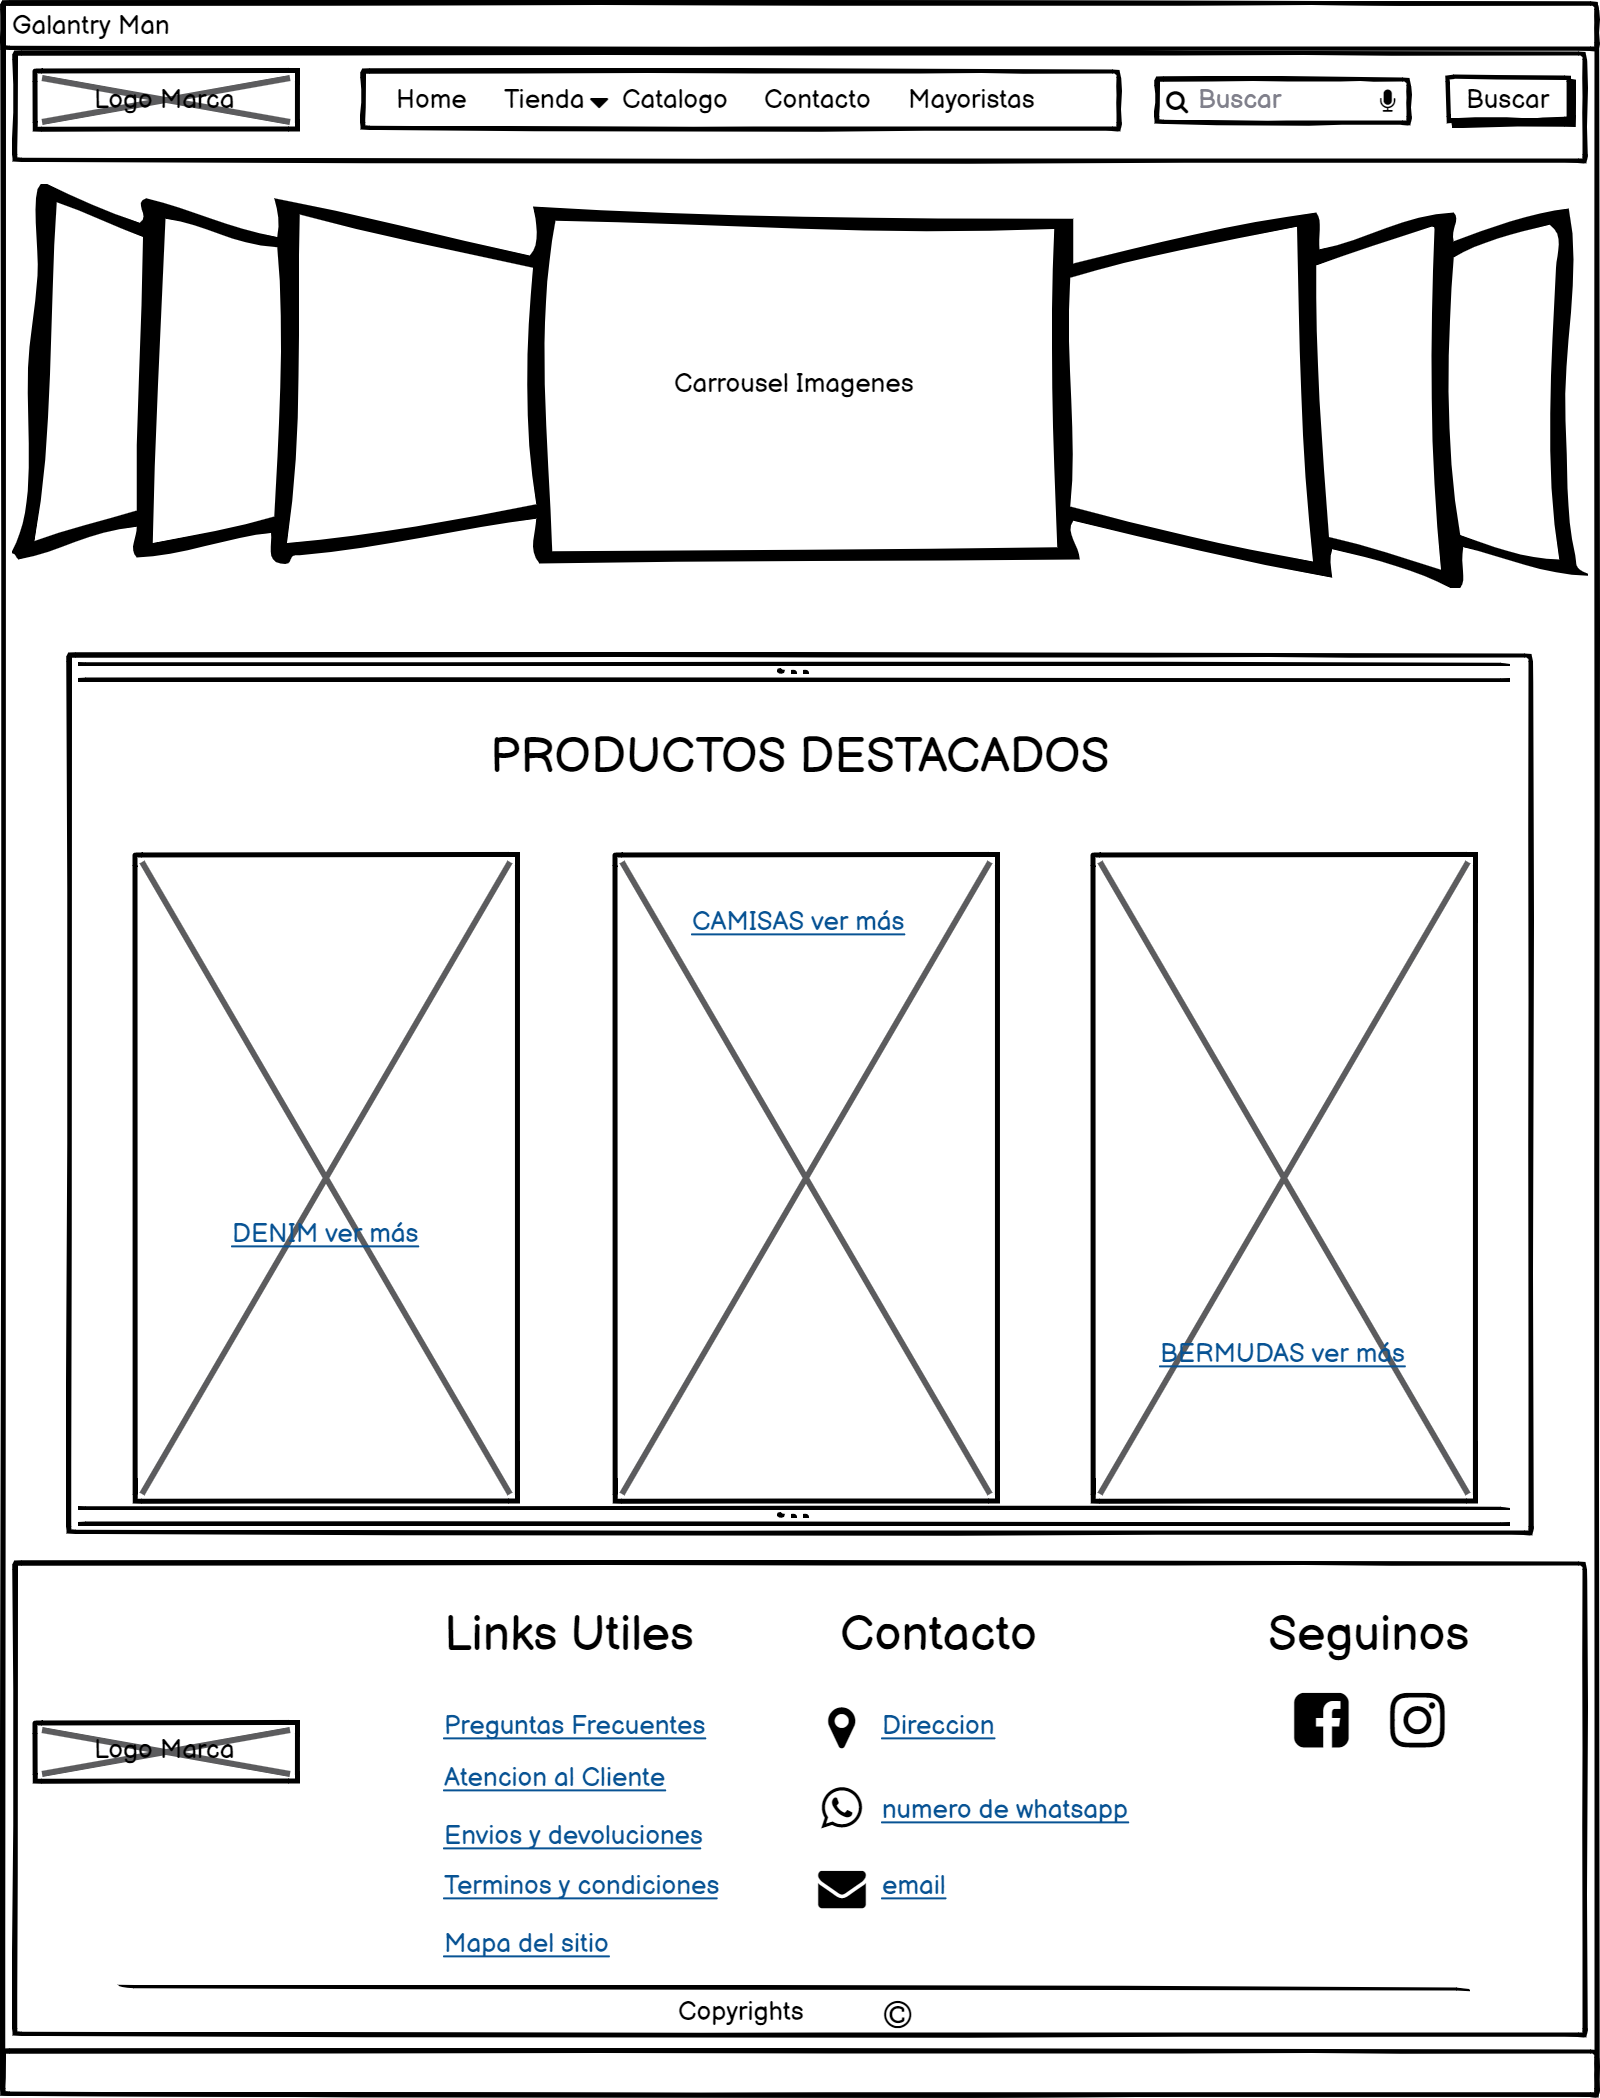 Galantry Man
Logo Marca
Home Tienda Catalogo Contacto Mayoristas
Buscar
Buscar
Carrousel Imagenes
PRODUCTOS DESTACADOS
CAMISAS ver más
DENIM ver más
BERMUDAS ver más
Logo Marca
Links Utiles
Preguntas Frecuentes
Atencion al Cliente
Envios y devoluciones
Terminos y condiciones
Mapa del sitio
Contacto
Direccion
numero de whatsapp
email
Seguinos
Copyrights ©